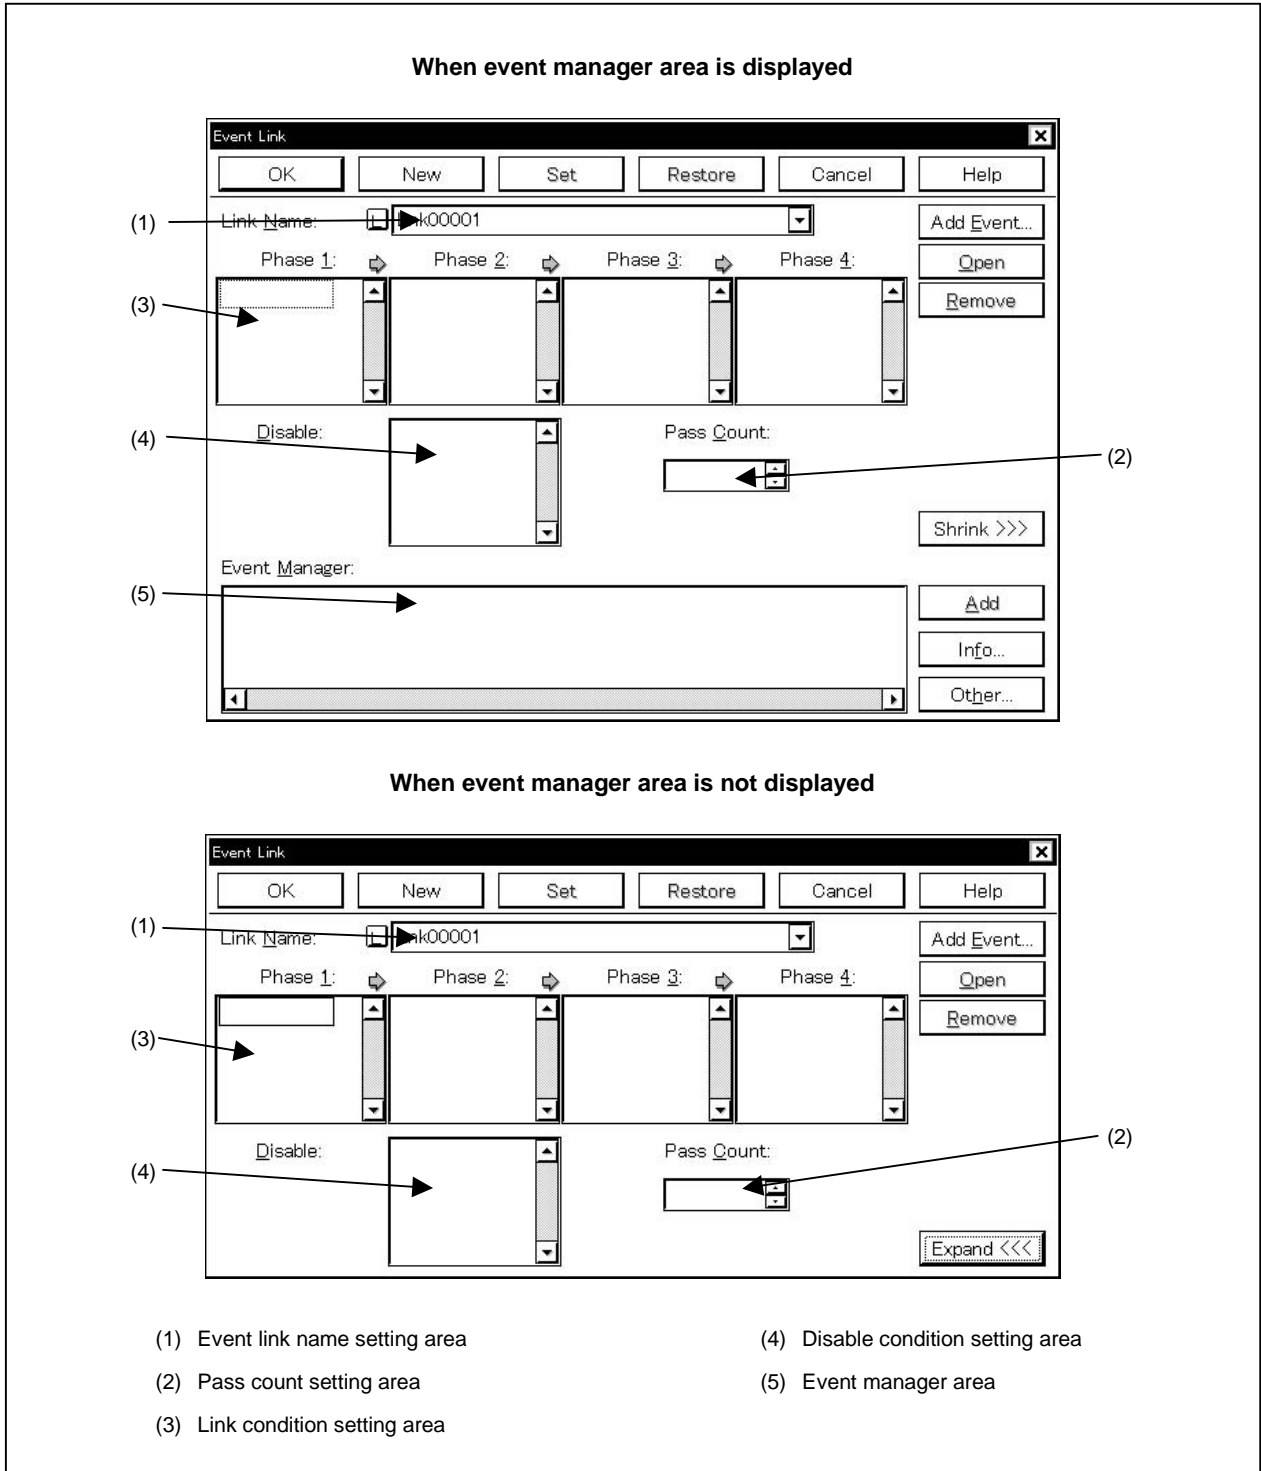 When event manager area is displayed
Event Link
OK New Set Restore Cancel Help
(1) Link Name: L Link00001 Add Event...
Phase 1: Phase 2: Phase 3: Phase 4: Open
(3) Remove
(4) Disable: Pass Count: (2)
Shrink >>>
Event Manager:
(5) Add
Info...
Other...
When event manager area is not displayed
Event Link
OK New Set Restore Cancel Help
(1) Link Name: L Link00001 Add Event...
Phase 1: Phase 2: Phase 3: Phase 4: Open
(3) Remove
Disable: Pass Count: (2)
(4)
Expand <<<
(1) Event link name setting area
(2) Pass count setting area
(3) Link condition setting area
(4) Disable condition setting area
(5) Event manager area